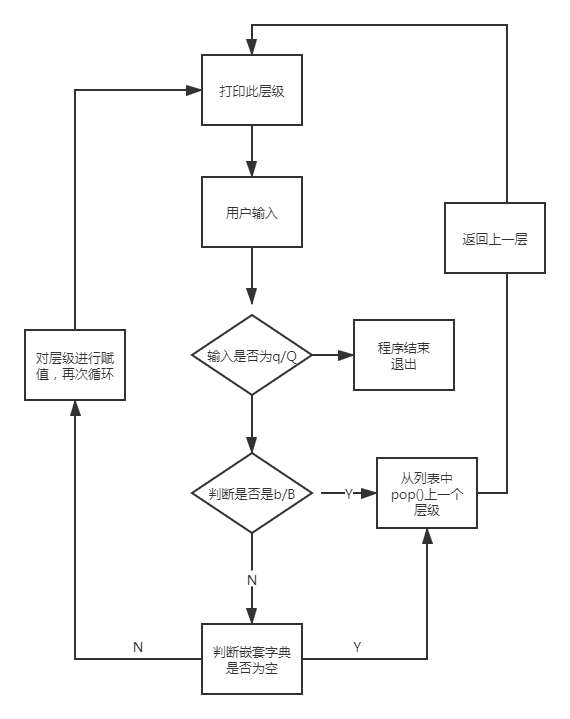 打印此层级
用户输入
返回上一层
输入是否为q/Q
程序结束
退出
对层级进行赋
值，再次循环
判断是否是b/B
Y
从列表中
pop()上一个
层级
N
判断嵌套字典
是否为空
N
Y